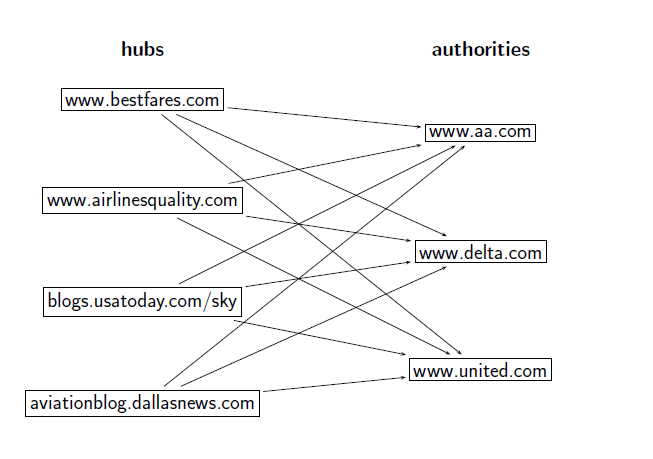 hubs
authorities
www.bestfares.com
www.aa.com
www.airlinesquality.com
www.delta.com
blogs.usatoday.com/sky
www.united.com
aviationblog.dallasnews.com